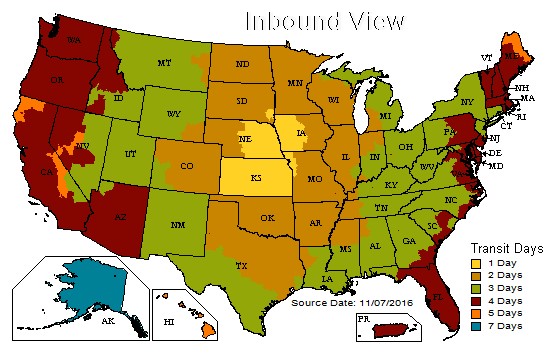 Inbound View
WA
OR
ID
MT
ND
SD
MN
WI
MI
NY
VT
ME
NH
MA
RI
CT
NJ
DE
MD
PA
OH
IN
IL
IA
NE
WY
NV
UT
CO
KS
MO
KY
WV
VA
NC
TN
SC
GA
AL
MS
AR
OK
NM
AZ
CA
TX
LA
FL
AK
HI
PR
Source Date: 11/07/2016
Transit Days
1 Day
2 Days
3 Days
4 Days
5 Days
7 Days